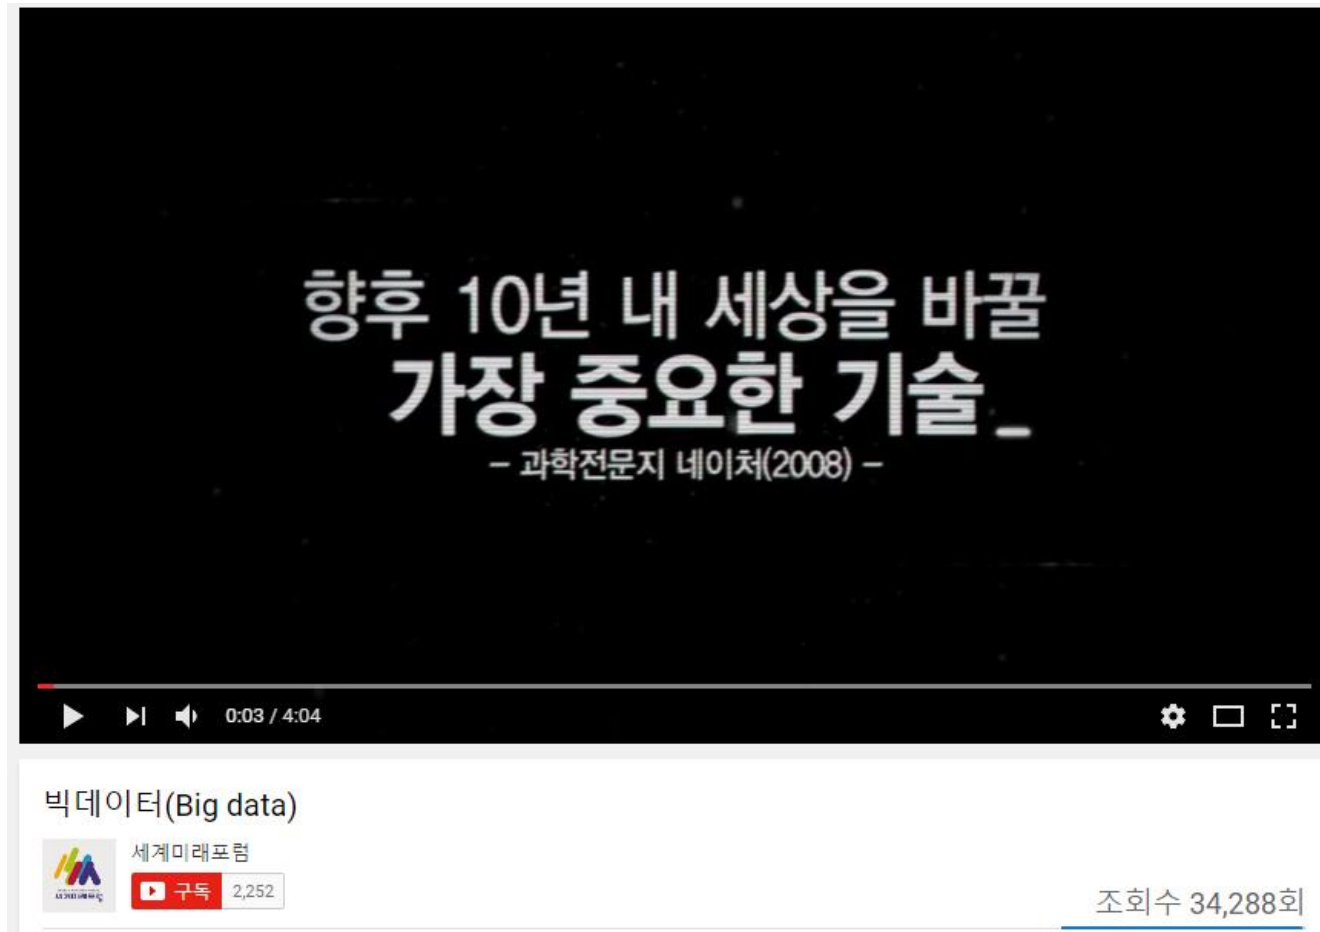 향후 10년 내 세상을 바꿀
가장 중요한 기술_
– 과학전문지 네이처(2008) –
0:03 / 4:04
빅데이터(Big data)
세계미래포럼
구독 2,252
조회수 34,288회